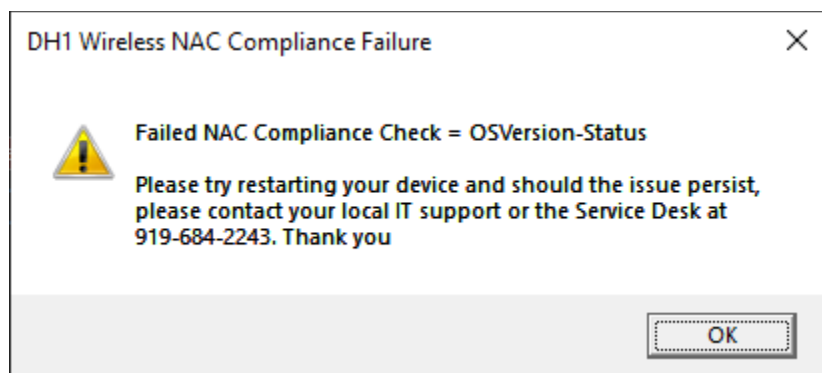 DH1 Wireless NAC Compliance Failure
Failed NAC Compliance Check = OSVersion-Status
Please try restarting your device and should the issue persist,
please contact your local IT support or the Service Desk at
919-684-2243. Thank you
OK